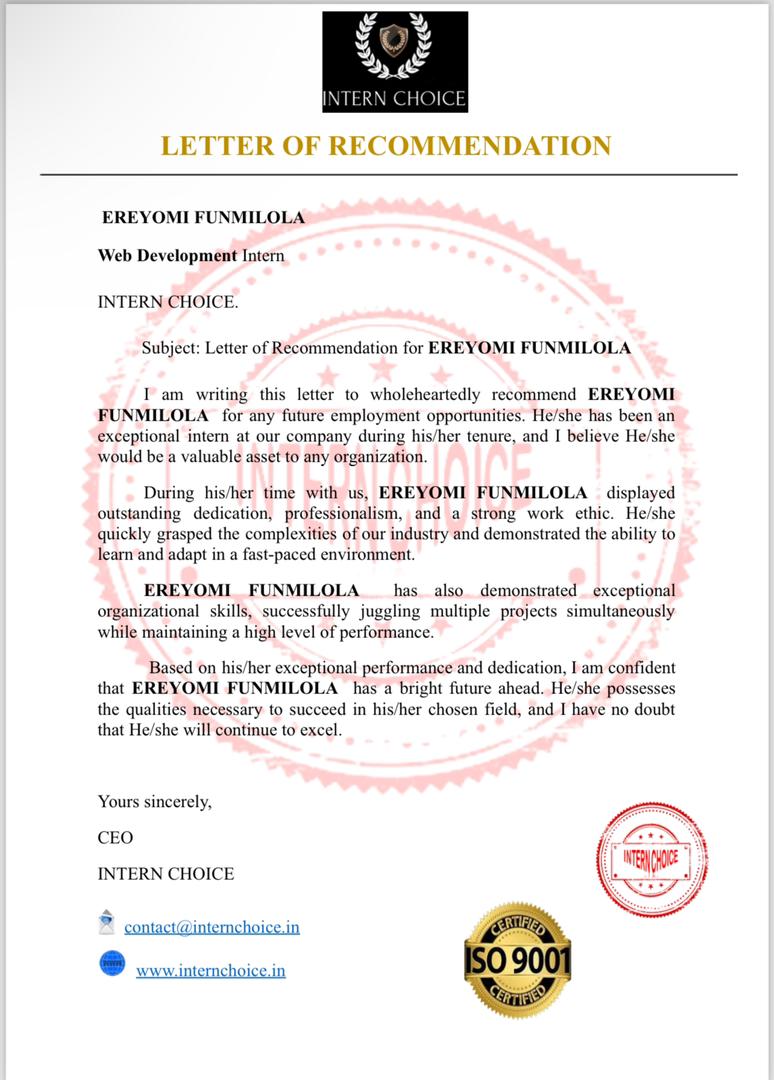 INTERN CHOICE
LETTER OF RECOMMENDATION
EREYOMI FUNMILOLA
Web Development Intern
INTERN CHOICE.
Subject: Letter of Recommendation for EREYOMI FUNMILOLA
I am writing this letter to wholeheartedly recommend EREYOMI
FUNMILOLA for any future employment opportunities. He/she has been an
exceptional intern at our company during his/her tenure, and I believe He/she
would be a valuable asset to any organization.
During his/her time with us, EREYOMI FUNMILOLA displayed
outstanding dedication, professionalism, and a strong work ethic. He/she
quickly grasped the complexities of our industry and demonstrated the ability to
learn and adapt in a fast-paced environment.
EREYOMI FUNMILOLA has also demonstrated exceptional
organizational skills, successfully juggling multiple projects simultaneously
while maintaining a high level of performance.
Based on his/her exceptional performance and dedication, I am confident
that EREYOMI FUNMILOLA has a bright future ahead. He/she possesses
the qualities necessary to succeed in his/her chosen field, and I have no doubt
that He/she will continue to excel.
INTERN CHOICE
Yours sincerely,
CEO
INTERN CHOICE
contact@internchoice.in
WWW
www.internchoice.in
INTERN CHOICE
CERTIFIED
ISO 9001
CERTIFIED